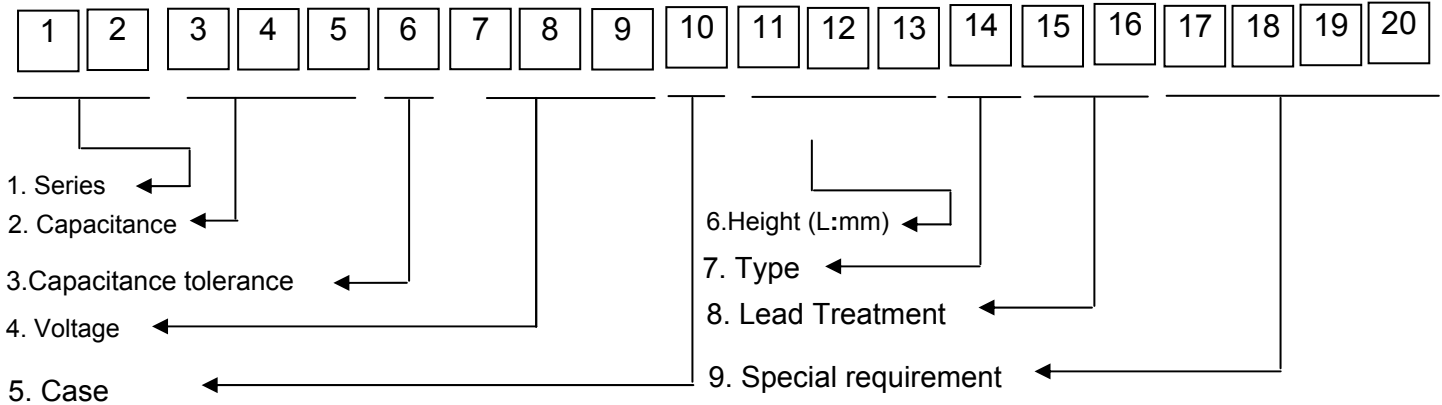 1 2 3 4 5 6 7 8 9 10 11 12 13 14 15 16 17 18 19 20
1. Series
2. Capacitance
3.Capacitance tolerance
4. Voltage
5. Case
6.Height (L:mm)
7. Type
8. Lead Treatment
9. Special requirement